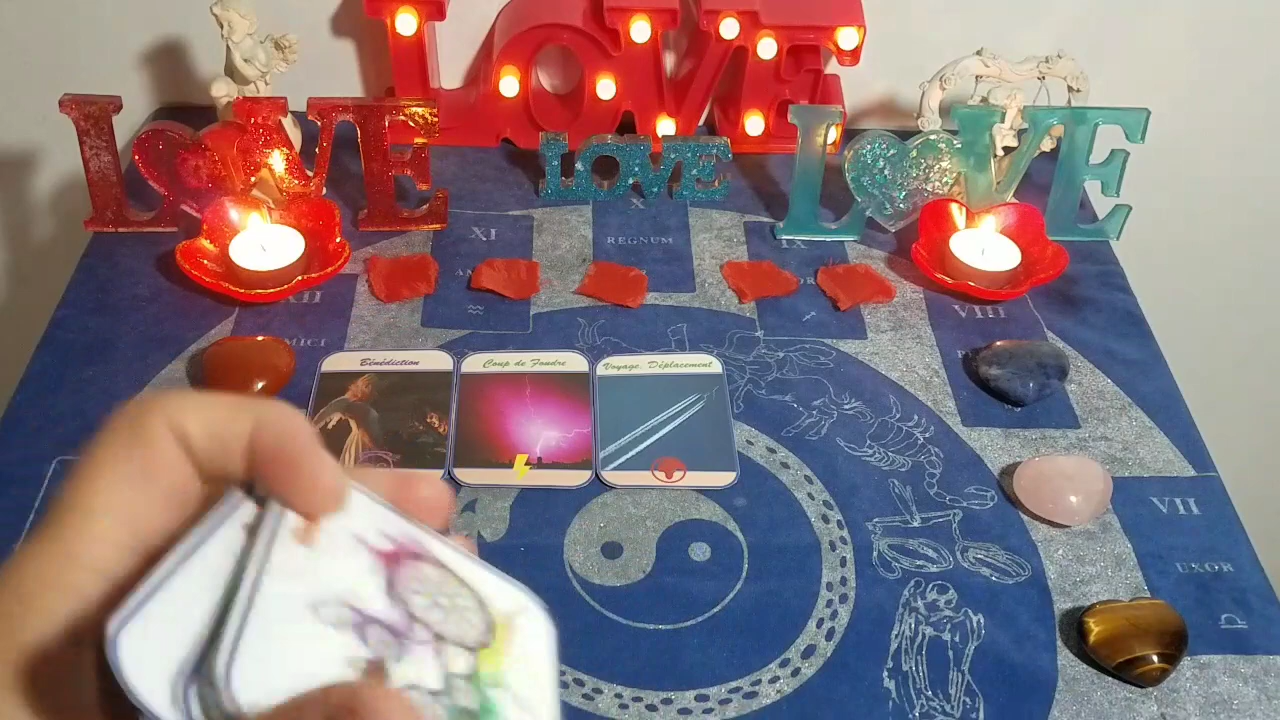 LOVE
LOVE
LOVE
LOVE
X
XI
REGNUM
IX
XII
VIII
MICI
Bénédiction
Coup de Foudre
Voyage, Déplacement
VII
UXOR